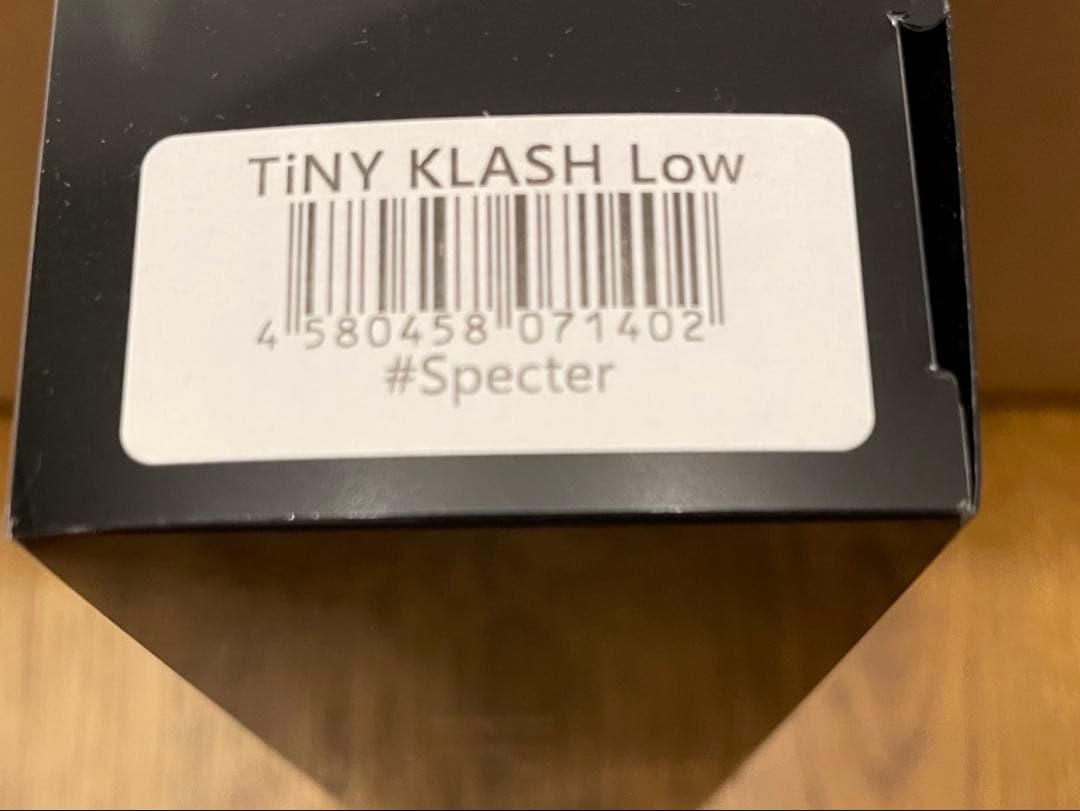 TiNY KLASH Low
4 580458 071402
#Specter